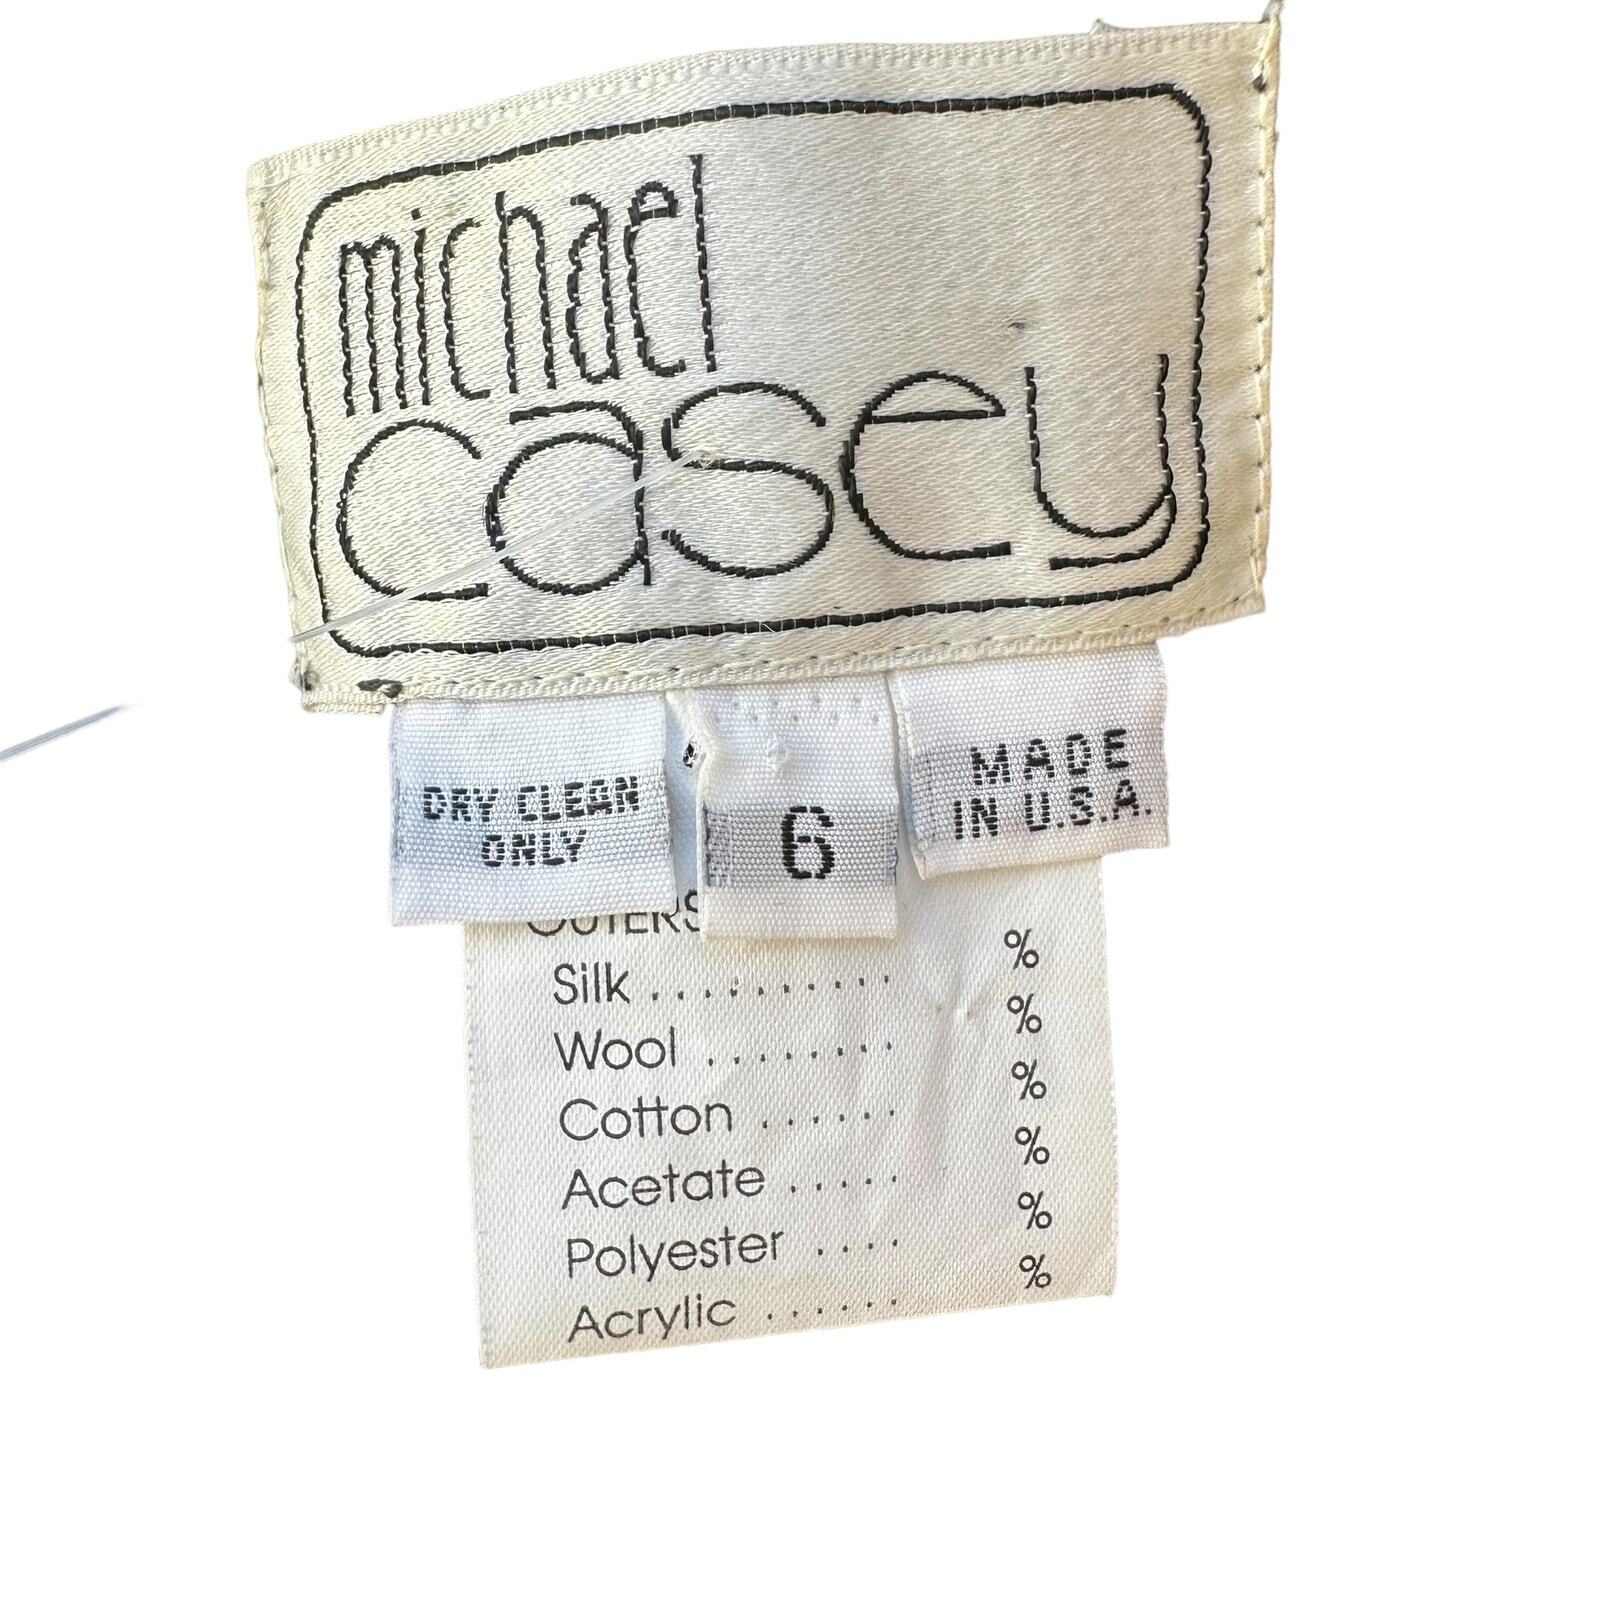 michael
casey
DRY CLEAN
ONLY
6
MADE
IN U.S.A.
Silk .......... %
Wool ........ %
Cotton ...... %
Acetate ..... %
Polyester .... %
Acrylic ...... %